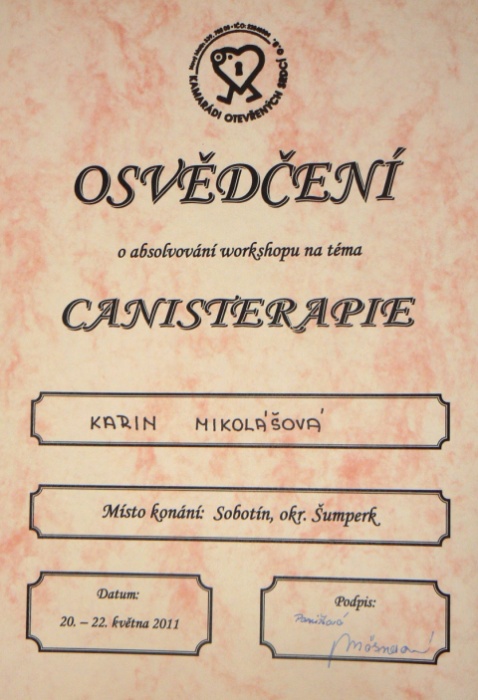 KAMARÁDI OTEVŘENÝCH SRDCÍ O.S.
OSVĚDČENÍ
o absolvování workshopu na téma
CANISTERAPIE
KARIN MIKOLÁŠOVÁ
Místo konání: Sobotín, okr. Šumperk
Datum:
20. – 22. května 2011
Podpis: